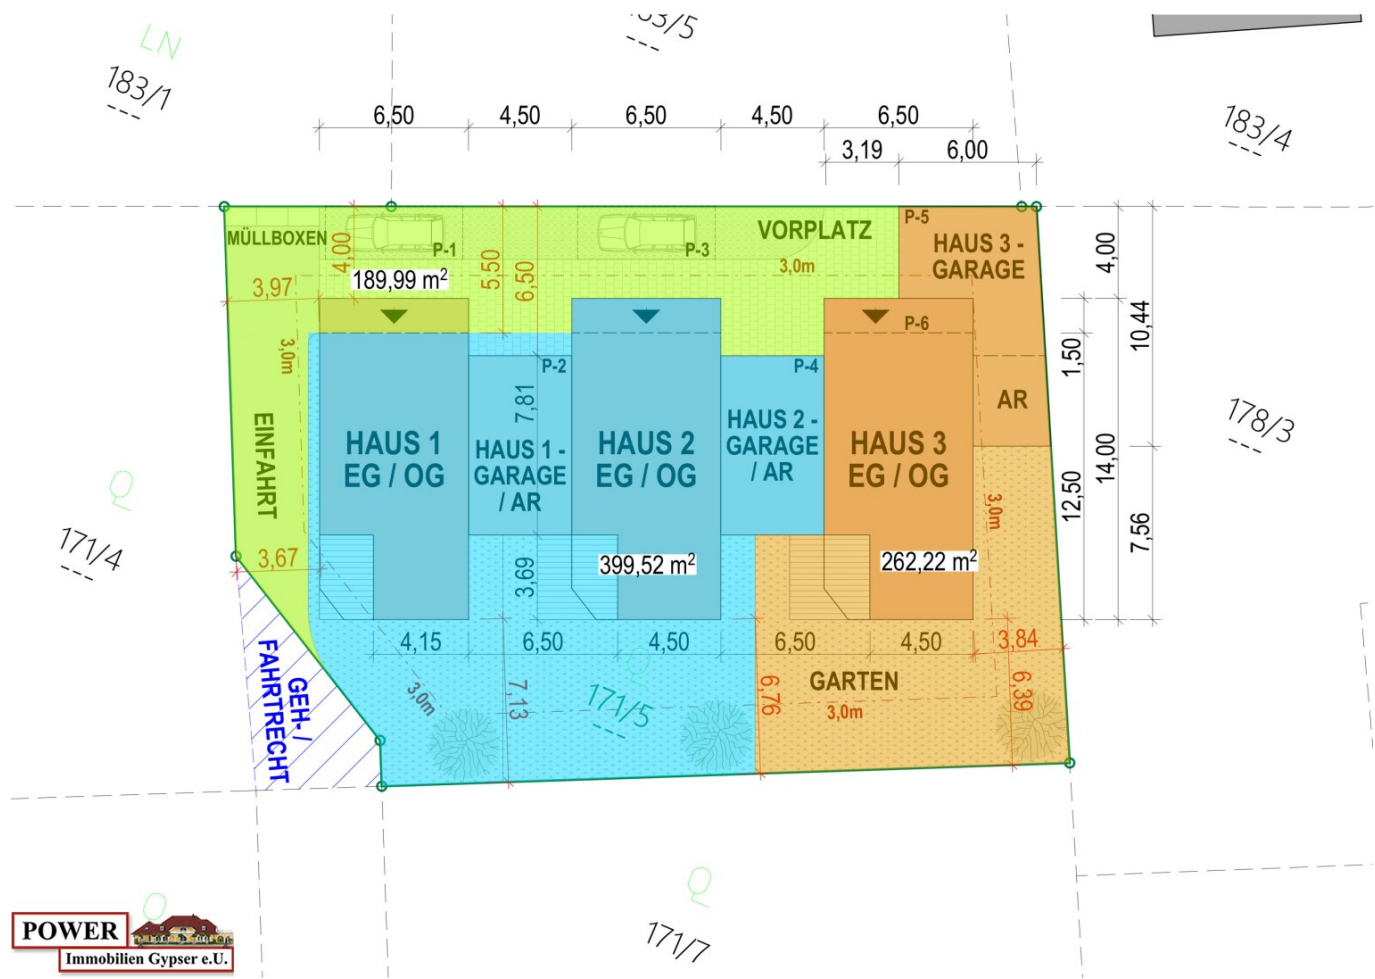 183/5
LN
183/1
183/4
6,50
4,50
6,50
4,50
6,50
3,19
6,00
MÜLLBOXEN
P-1
P-3
VORPLATZ
P-5
HAUS 3 -
GARAGE
4,00
5,50
6,50
3,0m
4,00
189,99 m²
3,97
3,0m
P-6
1,50
10,44
P-2
P-4
7,81
AR
178/3
EINFAHRT
HAUS 1
EG / OG
HAUS 1 -
GARAGE
/ AR
HAUS 2
EG / OG
HAUS 2 -
GARAGE
/ AR
HAUS 3
EG / OG
12,50
14,00
7,56
3,0m
Q
171/4
3,67
3,69
399,52 m²
262,22 m²
4,15
6,50
4,50
6,50
4,50
3,84
GEH- /
FAHRTRECHT
3,0m
7,13
Q
171/5
6,76
GARTEN
3,0m
6,39
Q
Q
171/7
POWER
Immobilien Gypser e.U.